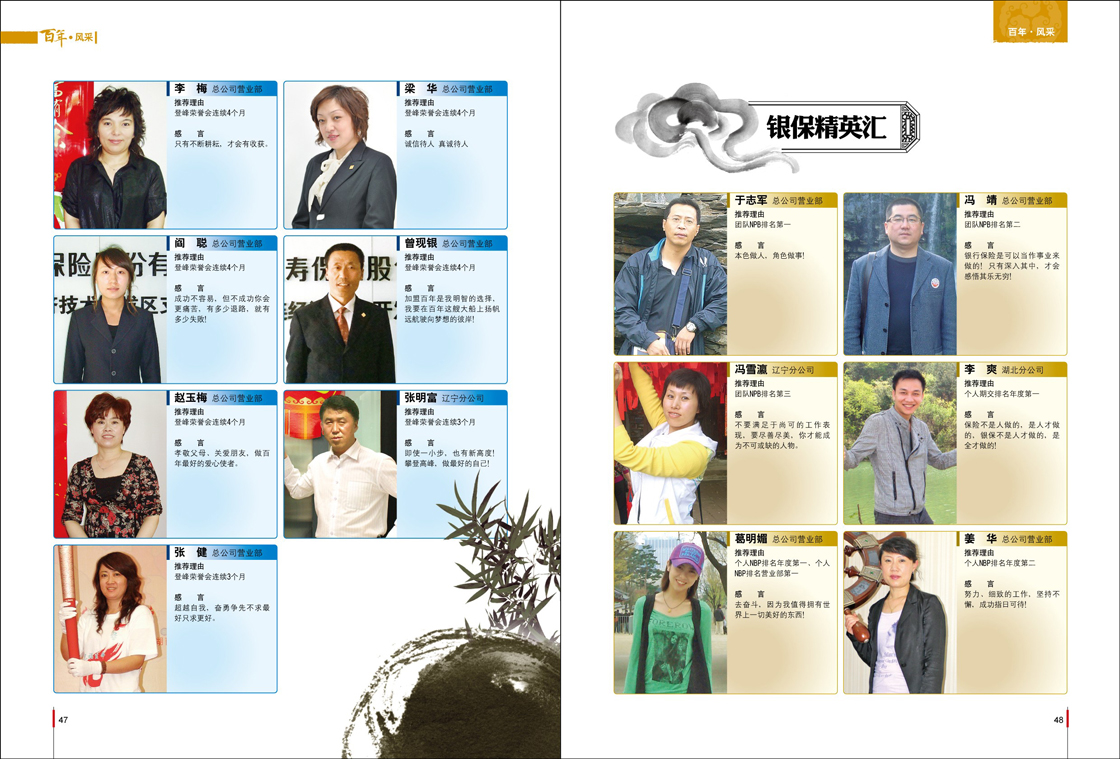 百年·风采
李 梅 总公司营业部
推荐理由
登峰荣誉会连续4个月
感 言
只有不断耕耘，才会有收获。
梁 华 总公司营业部
推荐理由
登峰荣誉会连续4个月
感 言
诚信待人 真诚待人
阎 聪 总公司营业部
推荐理由
登峰荣誉会连续4个月
感 言
成功不容易，但不成功你会
更痛苦，有多少退路，就有
多少失败！
曾现银 总公司营业部
推荐理由
登峰荣誉会连续4个月
感 言
加盟百年是我明智的选择，
我要在百年这艘大船上扬帆
远航驶向梦想的彼岸！
赵玉梅 总公司营业部
推荐理由
登峰荣誉会连续4个月
感 言
孝敬父母、关爱朋友，做百
年最好的爱心使者。
张明富 辽宁分公司
推荐理由
登峰荣誉会连续3个月
感 言
即使一小步，也有新高度！
攀登高峰，做最好的自己！
张 健 总公司营业部
推荐理由
登峰荣誉会连续3个月
感 言
超越自我，奋勇争先不求最
好只求更好。
47
百年·风采
银保精英汇
于志军 总公司营业部
推荐理由
团队NPB排名第一
感 言
本色做人，角色做事！
冯 靖 总公司营业部
推荐理由
团队NPB排名第二
感 言
银行保险是可以当作事业来
做的！只有深入其中，才会
感悟其乐无穷！
冯雪瀛 辽宁分公司
推荐理由
团队NPB排名第三
感 言
不要满足于尚可的工作表
现，要尽善尽美，你才能成
为不可或缺的人物。
李 爽 湖北分公司
推荐理由
个人期交排名年度第一
感 言
保险不是人做的，是人才做
的，银保不是人才做的，是
全才做的！
葛明媚 总公司营业部
推荐理由
个人NBP排名年度第一，个人
NBP排名营业部第一
感 言
去奋斗，因为我值得拥有世
界上一切美好的东西！
姜 华 总公司营业部
推荐理由
个人NBP排名年度第二
感 言
努力，细致的工作，坚持不
懈，成功指日可待！
48